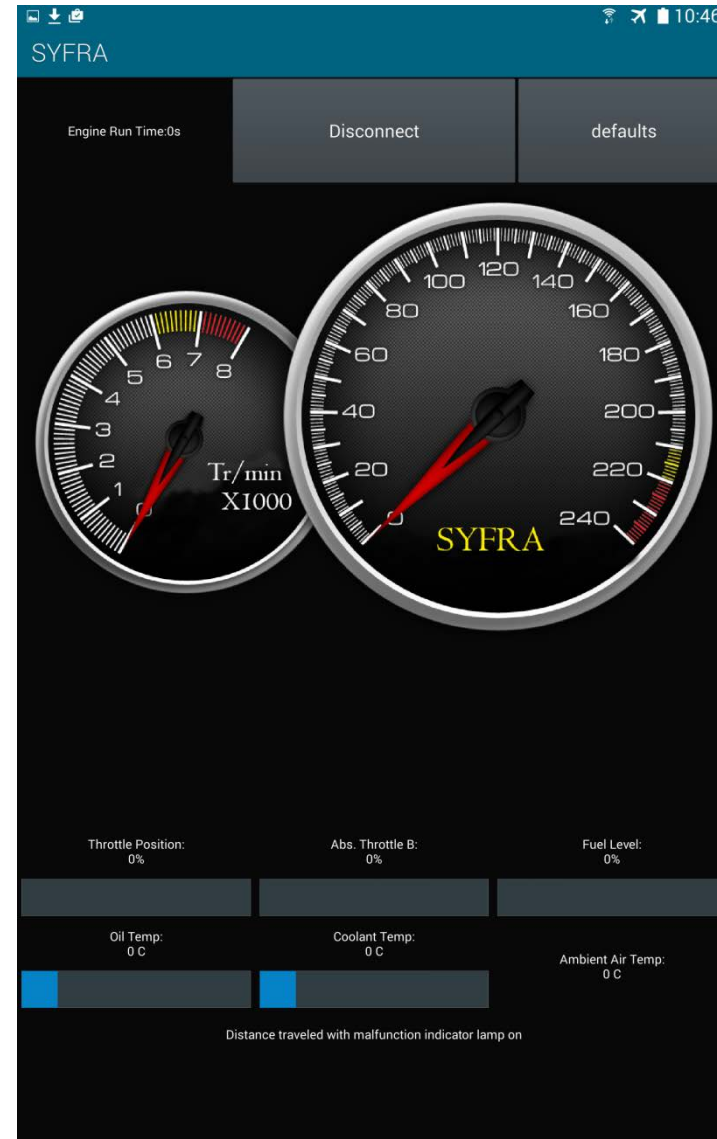 10:46
SYFRA
Engine Run Time:0s
Disconnect
defaults
0
1
2
3
4
5
6
7
8
Tr/min
X1000
0
20
40
60
80
100
120
140
160
180
200
220
240
SYFRA
Throttle Position:
0%
Abs. Throttle B:
0%
Fuel Level:
0%
Oil Temp:
0 C
Coolant Temp:
0 C
Ambient Air Temp:
0 C
Distance traveled with malfunction indicator lamp on